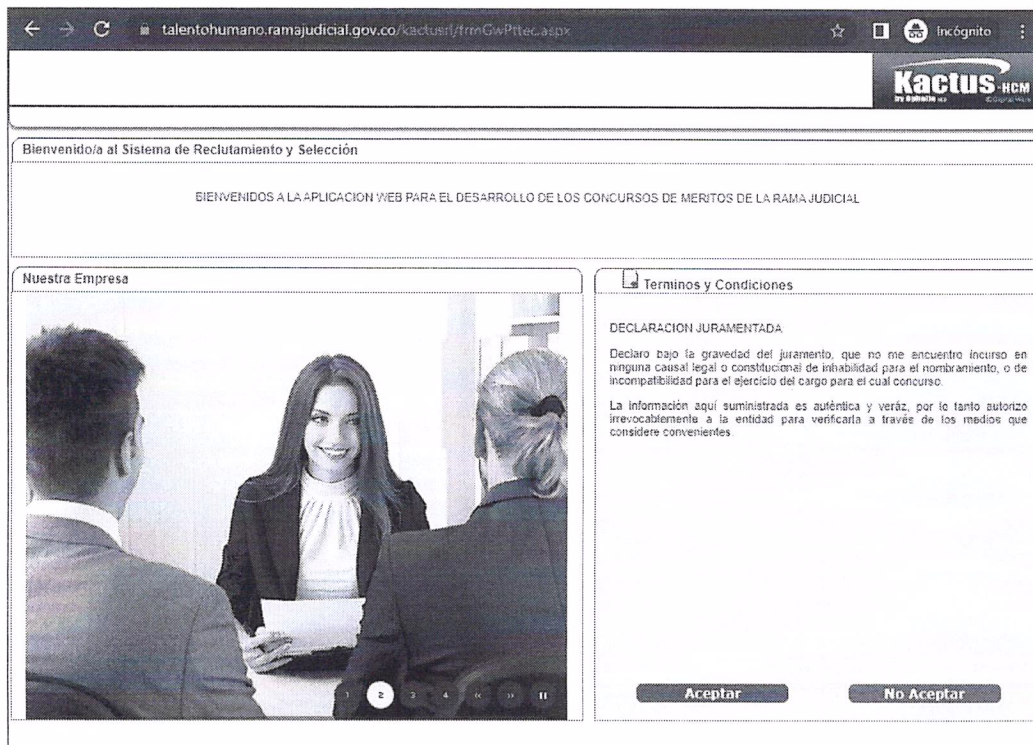 talentohumano.ramajudicial.gov.co/kactusrl/frmGwPttec.aspx
Incógnito
Kactus-HCM
Bienvenido/a al Sistema de Reclutamiento y Selección
BIENVENIDOS A LA APLICACION WEB PARA EL DESARROLLO DE LOS CONCURSOS DE MERITOS DE LA RAMA JUDICIAL
Nuestra Empresa
Terminos y Condiciones
DECLARACION JURAMENTADA
Declaro bajo la gravedad del juramento, que no me encuentro incurso en
ninguna causal legal o constitucional de inhabilidad para el nombramiento, o de
incompatibilidad para el ejercicio del cargo para el cual concurso.
La información aquí suministrada es auténtica y veráz, por lo tanto autorizo
irrevocablemente a la entidad para verificarla a través de los medios que
considere convenientes.
1 2 3 4 « » II
Aceptar No Aceptar